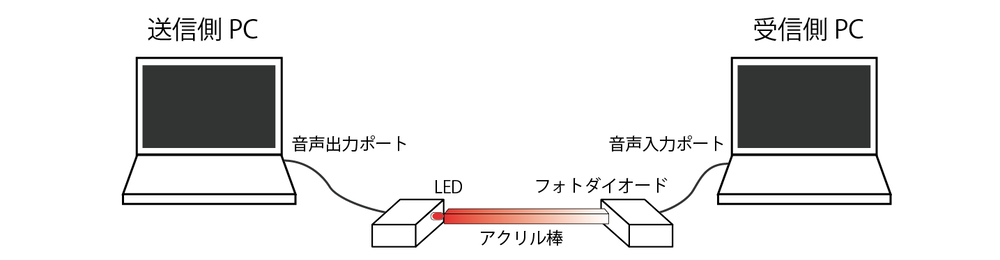 送信側 PC
受信側 PC
音声出力ポート
音声入力ポート
LED
フォトダイオード
アクリル棒